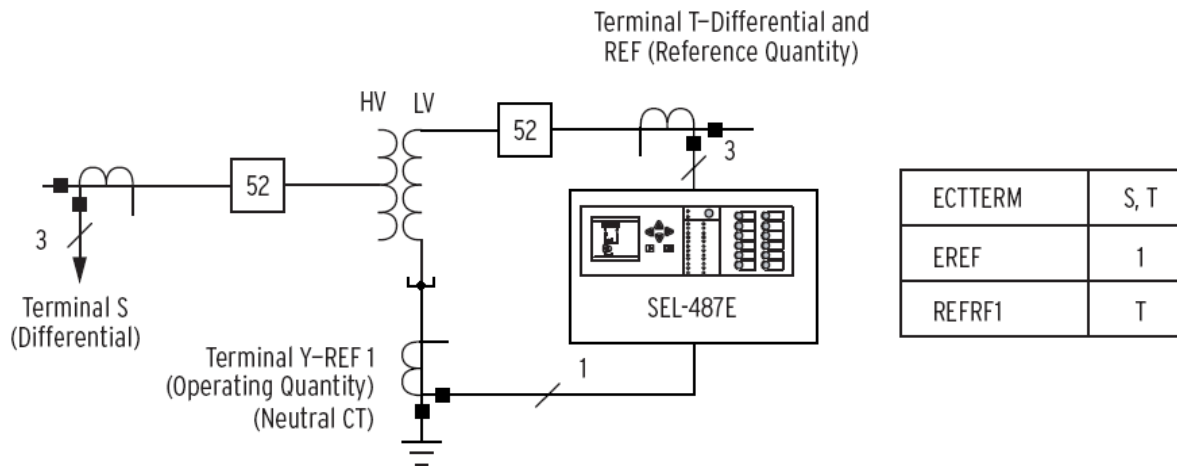 Terminal T–Differential and
REF (Reference Quantity)
HV
LV
52
3
52
3
Terminal S
(Differential)
SEL-487E
Terminal Y–REF 1
(Operating Quantity)
(Neutral CT)
1
ECTTERM
S, T
EREF
1
REFRF1
T